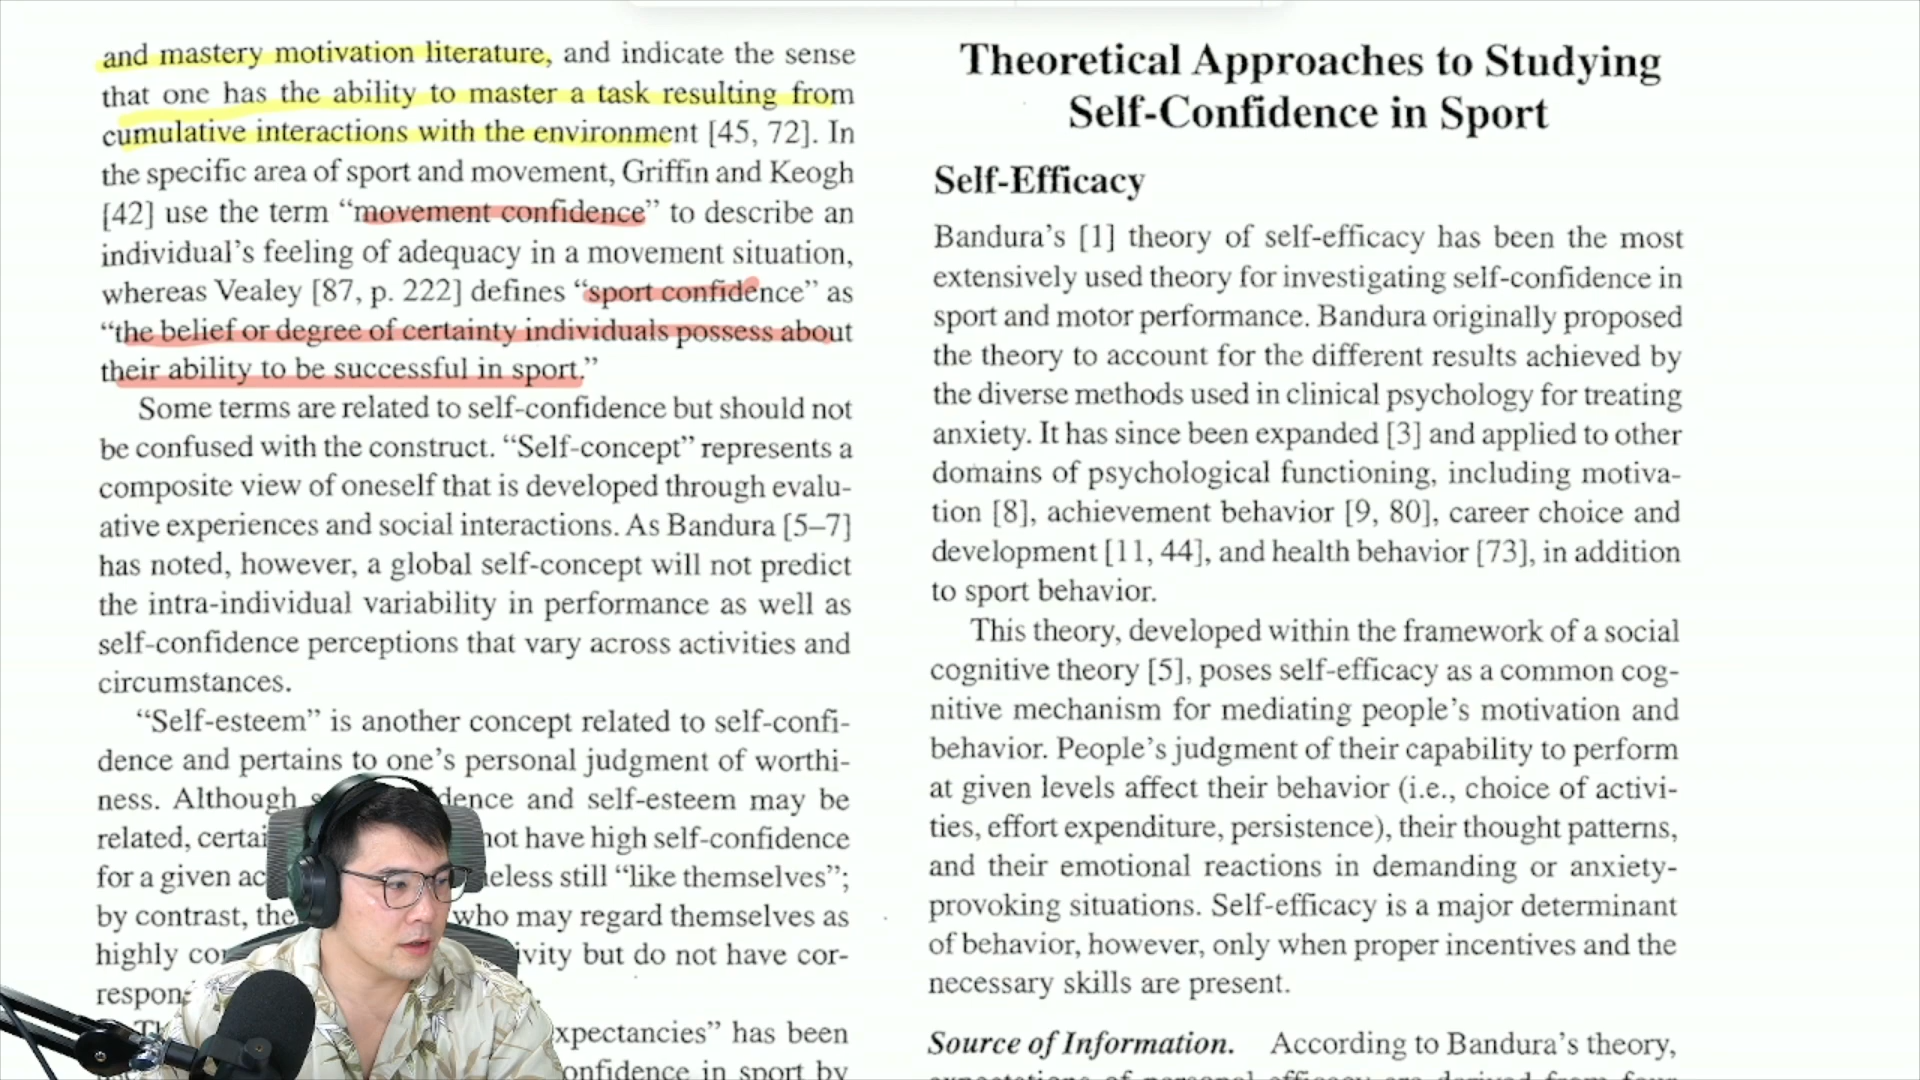 and mastery motivation literature, and indicate the sense
that one has the ability to master a task resulting from
cumulative interactions with the environment [45, 72]. In
the specific area of sport and movement, Griffin and Keogh
[42] use the term “movement confidence” to describe an
individual’s feeling of adequacy in a movement situation,
whereas Vealey [87, p. 222] defines “sport confidence” as
“the belief or degree of certainty individuals possess about
their ability to be successful in sport.”
Some terms are related to self-confidence but should not
be confused with the construct. “Self-concept” represents a
composite view of oneself that is developed through evalu-
ative experiences and social interactions. As Bandura [5–7]
has noted, however, a global self-concept will not predict
the intra-individual variability in performance as well as
self-confidence perceptions that vary across activities and
circumstances.
“Self-esteem” is another concept related to self-confi-
dence and pertains to one’s personal judgment of worthi-
ness. Although dence and self-esteem may be
related, not have high self-confidence
for a given still “like themselves”;
by contrast, who may regard themselves as
highly but do not have cor-
xpectancies” has been
onfidence in sport by
Theoretical Approaches to Studying
Self-Confidence in Sport
Self-Efficacy
Bandura’s [1] theory of self-efficacy has been the most
extensively used theory for investigating self-confidence in
sport and motor performance. Bandura originally proposed
the theory to account for the different results achieved by
the diverse methods used in clinical psychology for treating
anxiety. It has since been expanded [3] and applied to other
domains of psychological functioning, including motiva-
tion [8], achievement behavior [9, 80], career choice and
development [11, 44], and health behavior [73], in addition
to sport behavior.
This theory, developed within the framework of a social
cognitive theory [5], poses self-efficacy as a common cog-
nitive mechanism for mediating people’s motivation and
behavior. People’s judgment of their capability to perform
at given levels affect their behavior (i.e., choice of activi-
ties, effort expenditure, persistence), their thought patterns,
and their emotional reactions in demanding or anxiety-
provoking situations. Self-efficacy is a major determinant
of behavior, however, only when proper incentives and the
necessary skills are present.
Source of Information. According to Bandura’s theory,